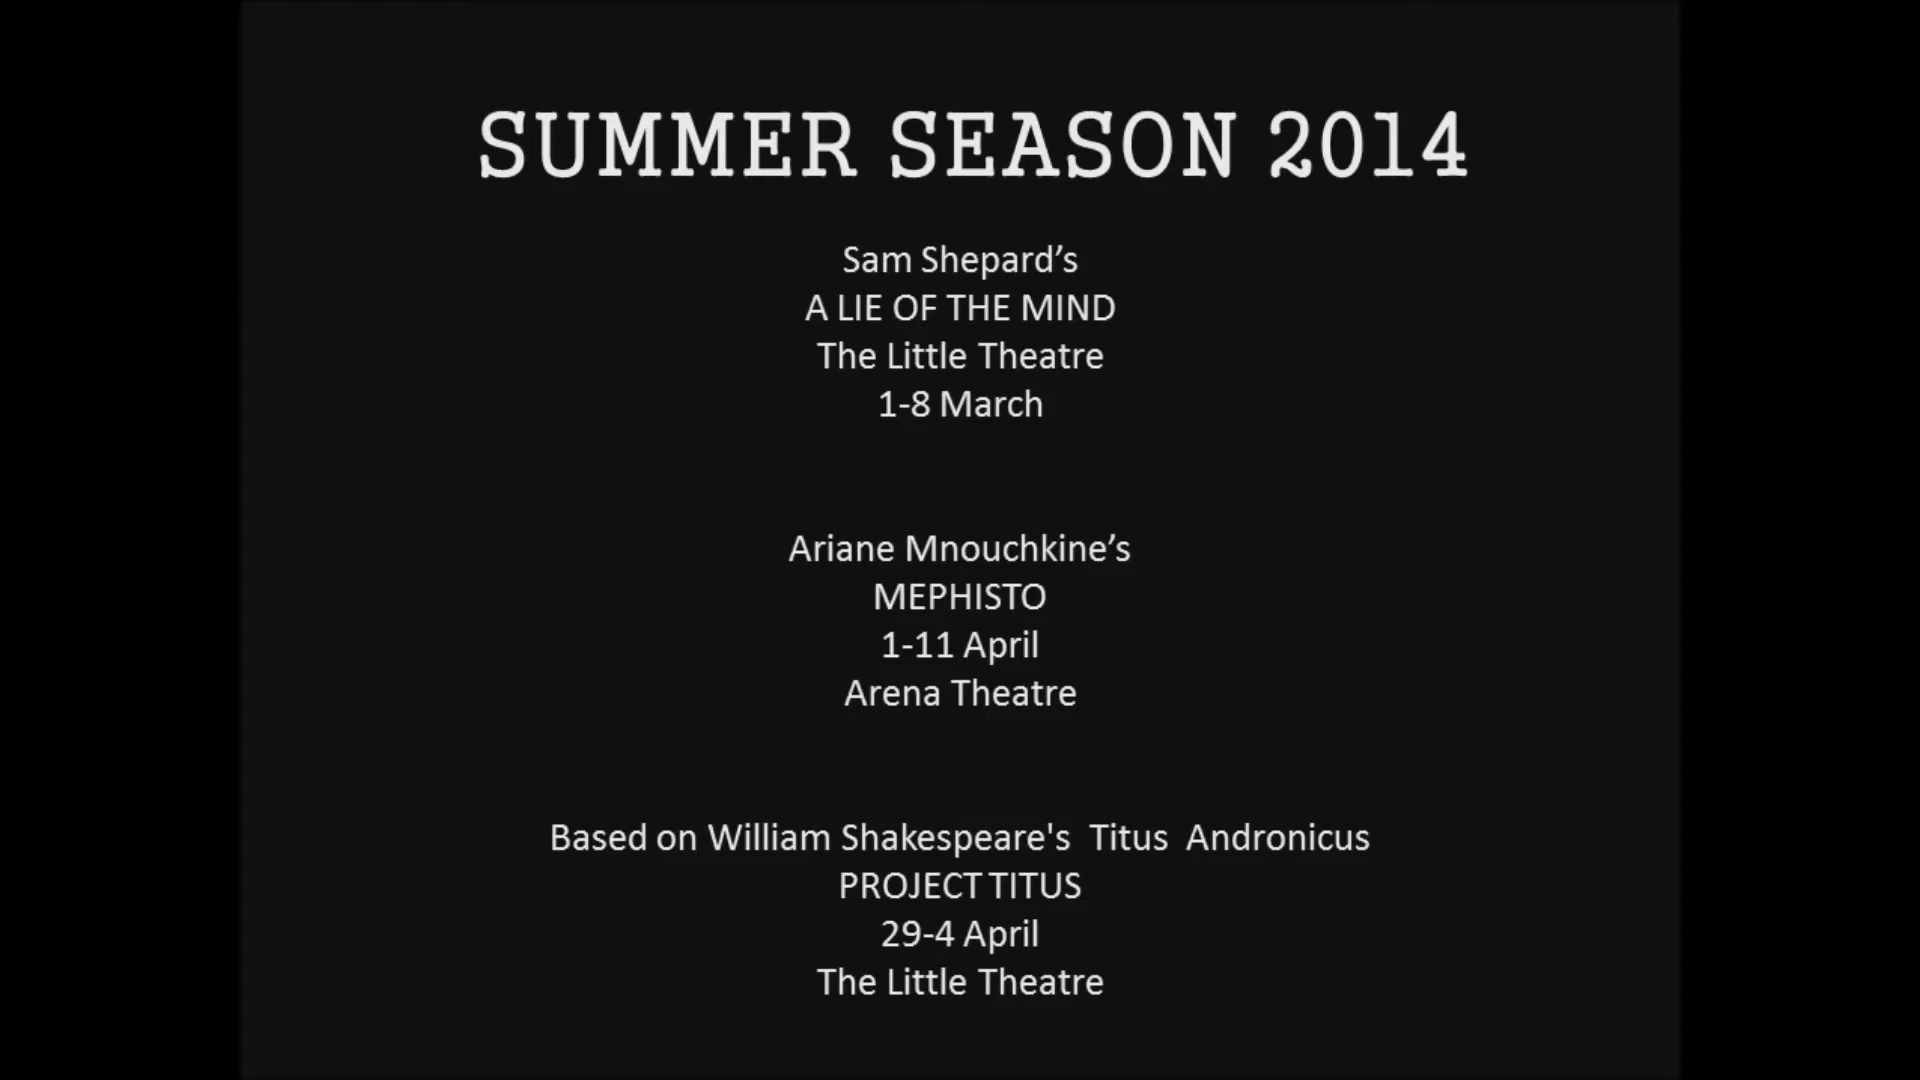 SUMMER SEASON 2014
Sam Shepard’s
A LIE OF THE MIND
The Little Theatre
1-8 March
Ariane Mnouchkine’s
MEPHISTO
1-11 April
Arena Theatre
Based on William Shakespeare's Titus Andronicus
PROJECT TITUS
29-4 April
The Little Theatre